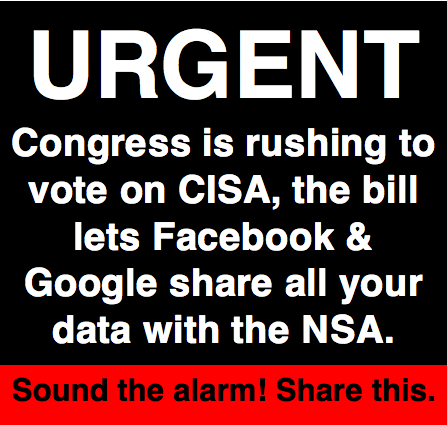 URGENT
Congress is rushing to
vote on CISA, the bill
lets Facebook &
Google share all your
data with the NSA.
Sound the alarm! Share this.